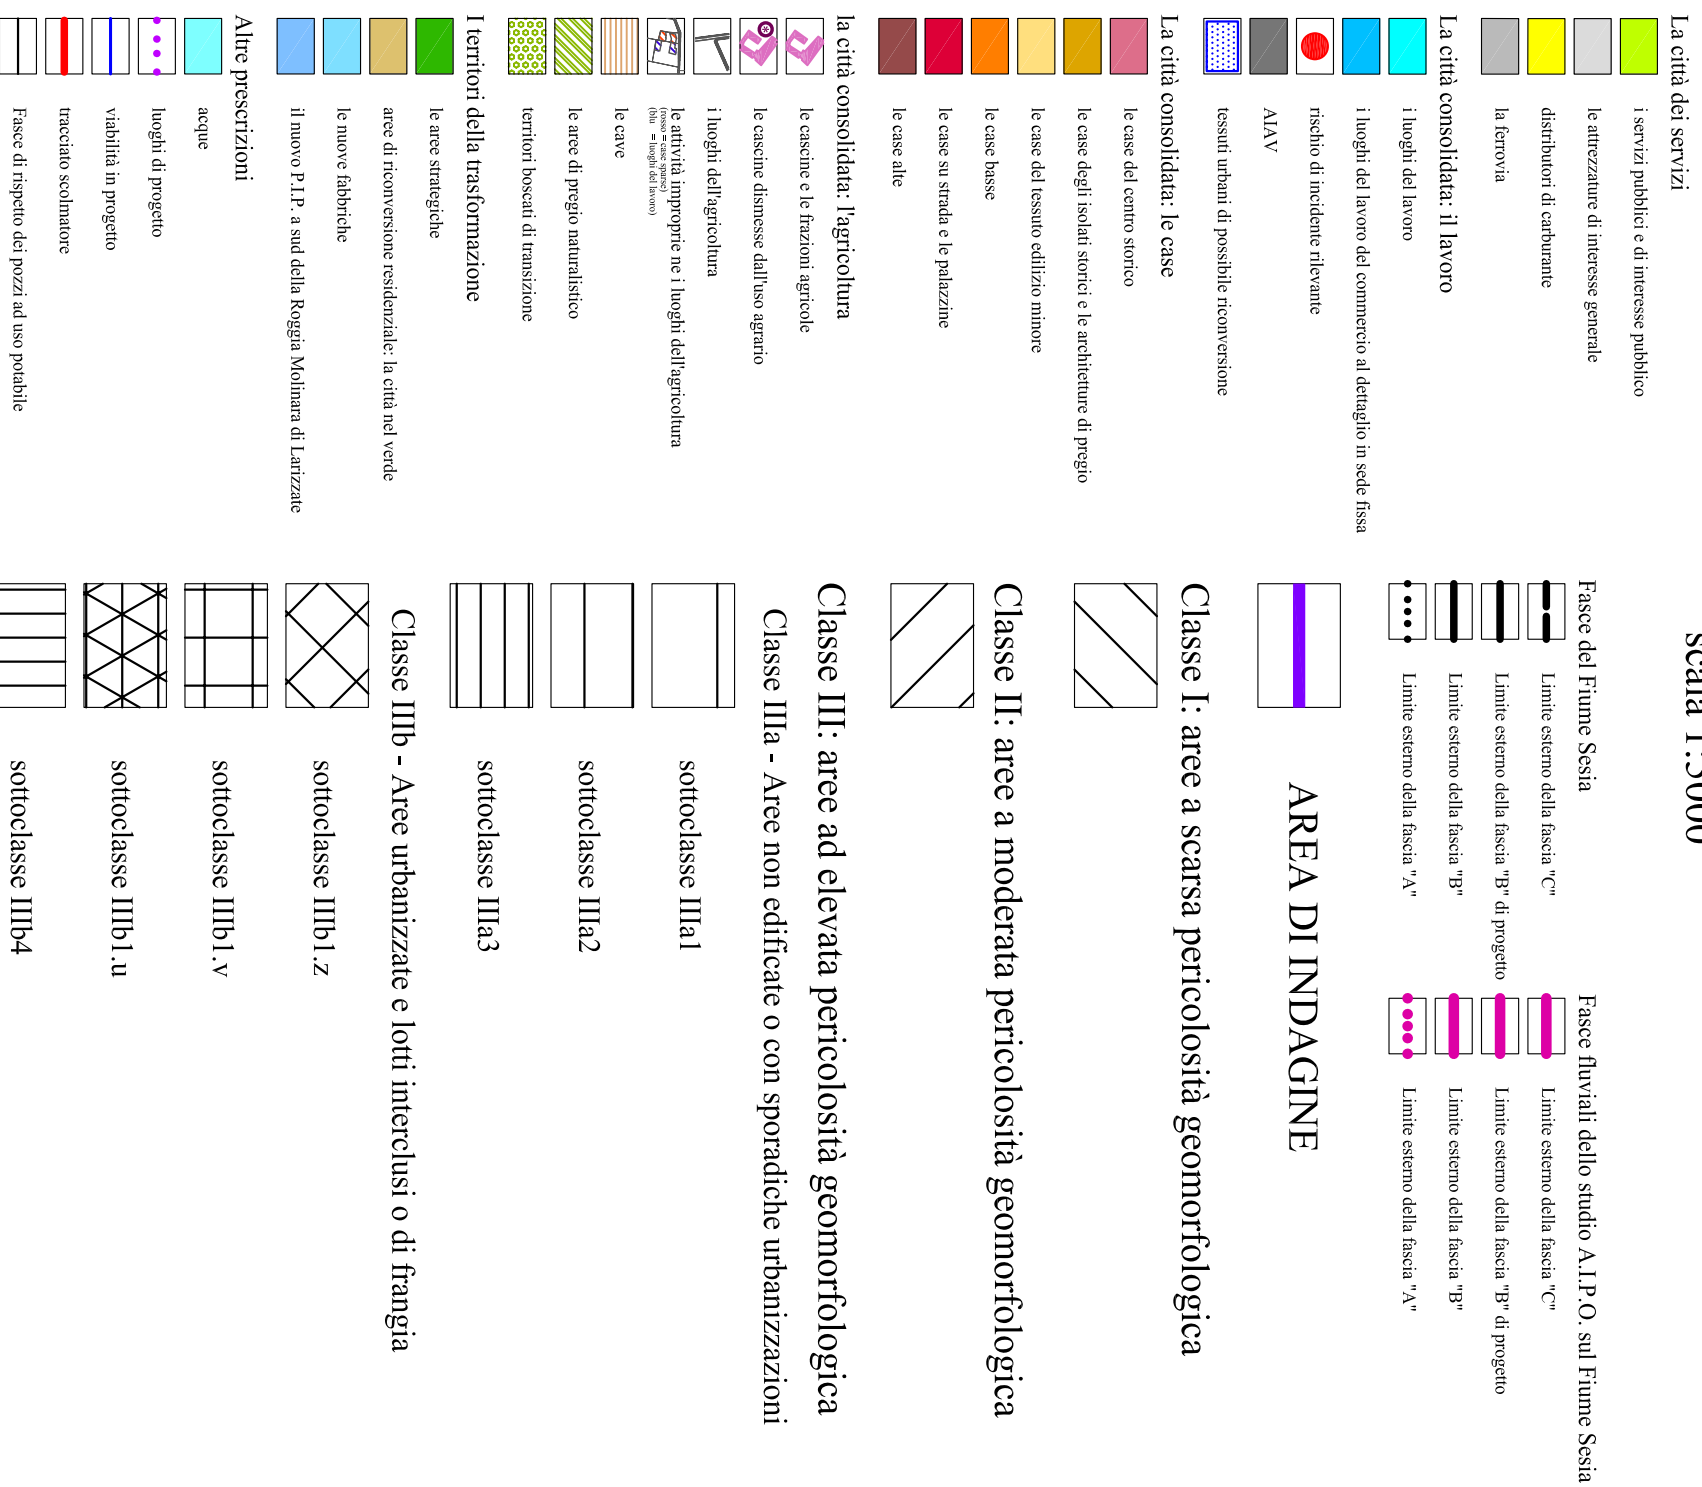 scala 1:5000
La città dei servizi
i servizi pubblici e di interesse pubblico
le attrezzature di interesse generale
distributori di carburante
la ferrovia
La città consolidata: il lavoro
i luoghi del lavoro
i luoghi del lavoro del commercio al dettaglio in sede fissa
rischio di incidente rilevante
AIAV
tessuti urbani di possibile riconversione
La città consolidata: le case
le case del centro storico
le case degli isolati storici e le architetture di pregio
le case del tessuto edilizio minore
le case basse
le case su strada e le palazzine
le case alte
la città consolidata: l'agricoltura
le cascine e le frazioni agricole
le cascine dismesse dall'uso agrario
i luoghi dell'agricoltura
le attività improprie ne i luoghi dell'agricoltura
(rosso = case sparse)
(blu = luoghi del lavoro)
le cave
le aree di pregio naturalistico
territori boscati di transizione
I territori della trasformazione
le aree strategiche
aree di riconversione residenziale: la città nel verde
le nuove fabbriche
il nuovo P.I.P. a sud della Roggia Molinara di Larizzate
Altre prescrizioni
acque
luoghi di progetto
viabilità in progetto
tracciato scolmatore
Fasce di rispetto dei pozzi ad uso potabile
Fasce del Fiume Sesia
Limite esterno della fascia "C"
Limite esterno della fascia "B" di progetto
Limite esterno della fascia "B"
Limite esterno della fascia "A"
Fasce fluviali dello studio A.I.P.O. sul Fiume Sesia
Limite esterno della fascia "C"
Limite esterno della fascia "B" di progetto
Limite esterno della fascia "B"
Limite esterno della fascia "A"
AREA DI INDAGINE
Classe I: aree a scarsa pericolosità geomorfologica
Classe II: aree a moderata pericolosità geomorfologica
Classe III: aree ad elevata pericolosità geomorfologica
Classe IIIa - Aree non edificate o con sporadiche urbanizzazioni
sottoclasse IIIa1
sottoclasse IIIa2
sottoclasse IIIa3
Classe IIIb - Aree urbanizzate e lotti interclusi o di frangia
sottoclasse IIIb1.z
sottoclasse IIIb1.v
sottoclasse IIIb1.u
sottoclasse IIIb4